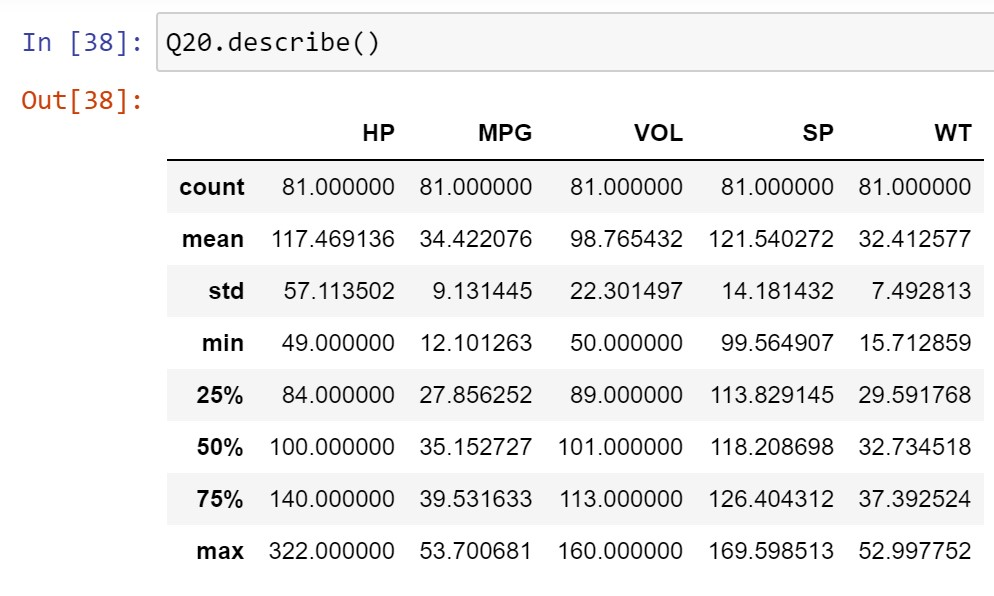 In [38]: Q20.describe()
Out[38]:
HP MPG VOL SP WT
count 81.000000 81.000000 81.000000 81.000000 81.000000
mean 117.469136 34.422076 98.765432 121.540272 32.412577
std 57.113502 9.131445 22.301497 14.181432 7.492813
min 49.000000 12.101263 50.000000 99.564907 15.712859
25% 84.000000 27.856252 89.000000 113.829145 29.591768
50% 100.000000 35.152727 101.000000 118.208698 32.734518
75% 140.000000 39.531633 113.000000 126.404312 37.392524
max 322.000000 53.700681 160.000000 169.598513 52.997752